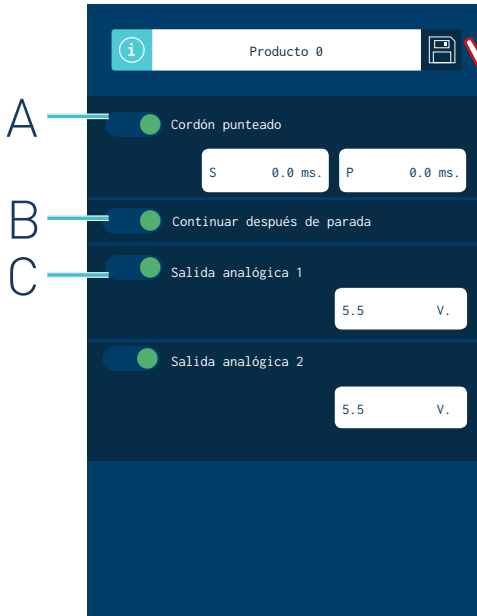 i Producto 0
A Cordón punteado
S 0.0 ms. P 0.0 ms.
B Continuar después de parada
C Salida analógica 1
5.5 V.
Salida analógica 2
5.5 V.